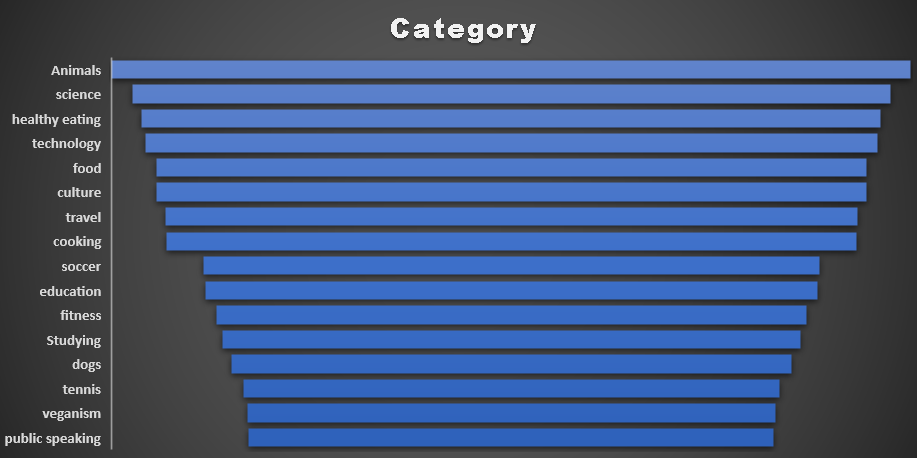 Category
Animals
science
healthy eating
technology
food
culture
travel
cooking
soccer
education
fitness
Studying
dogs
tennis
veganism
public speaking